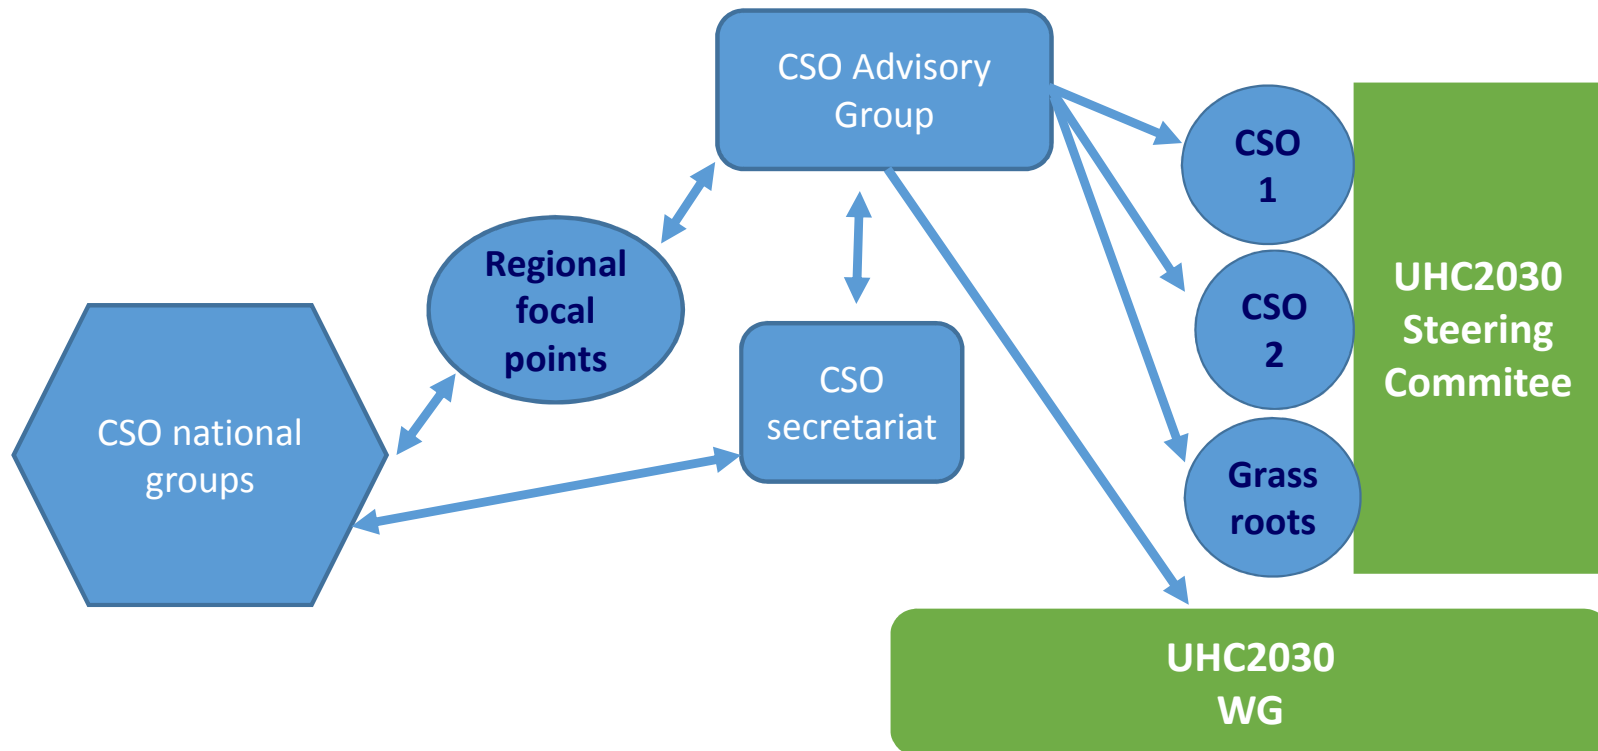 CSO Advisory
Group
CSO
1
Regional
focal
points
UHC2030
Steering
Commitee
CSO
2
CSO
secretariat
CSO national
groups
Grass
roots
UHC2030
WG